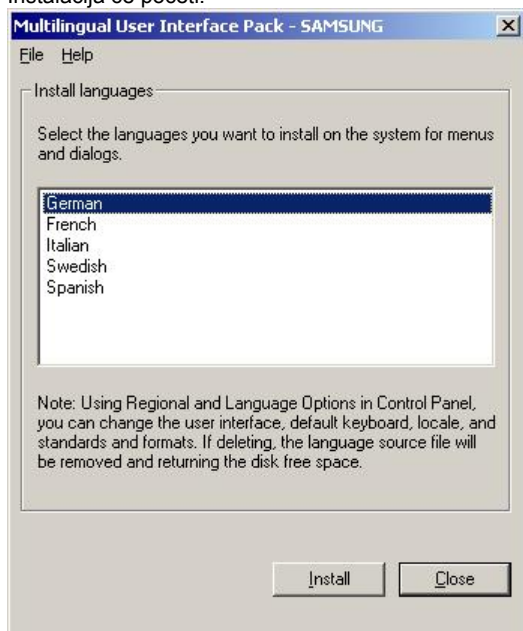 Instalacija će početi.
Multilingual User Interface Pack - SAMSUNG
File Help
Install languages
Select the languages you want to install on the system for menus
and dialogs.
German
French
Italian
Swedish
Spanish
Note: Using Regional and Language Options in Control Panel,
you can change the user interface, default keyboard, locale, and
standards and formats. If deleting, the language source file will
be removed and returning the disk free space.
Install Close